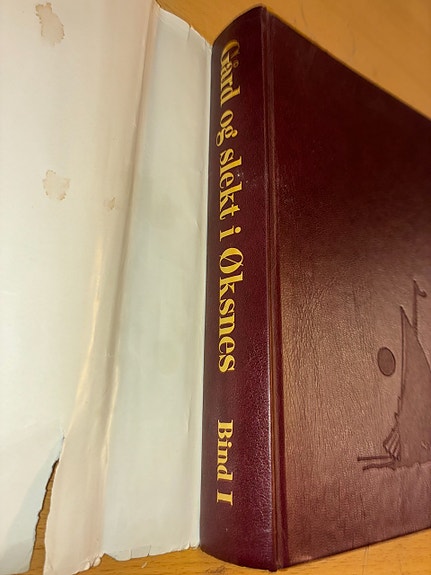 Gård og slekt i Øksnes Bind I